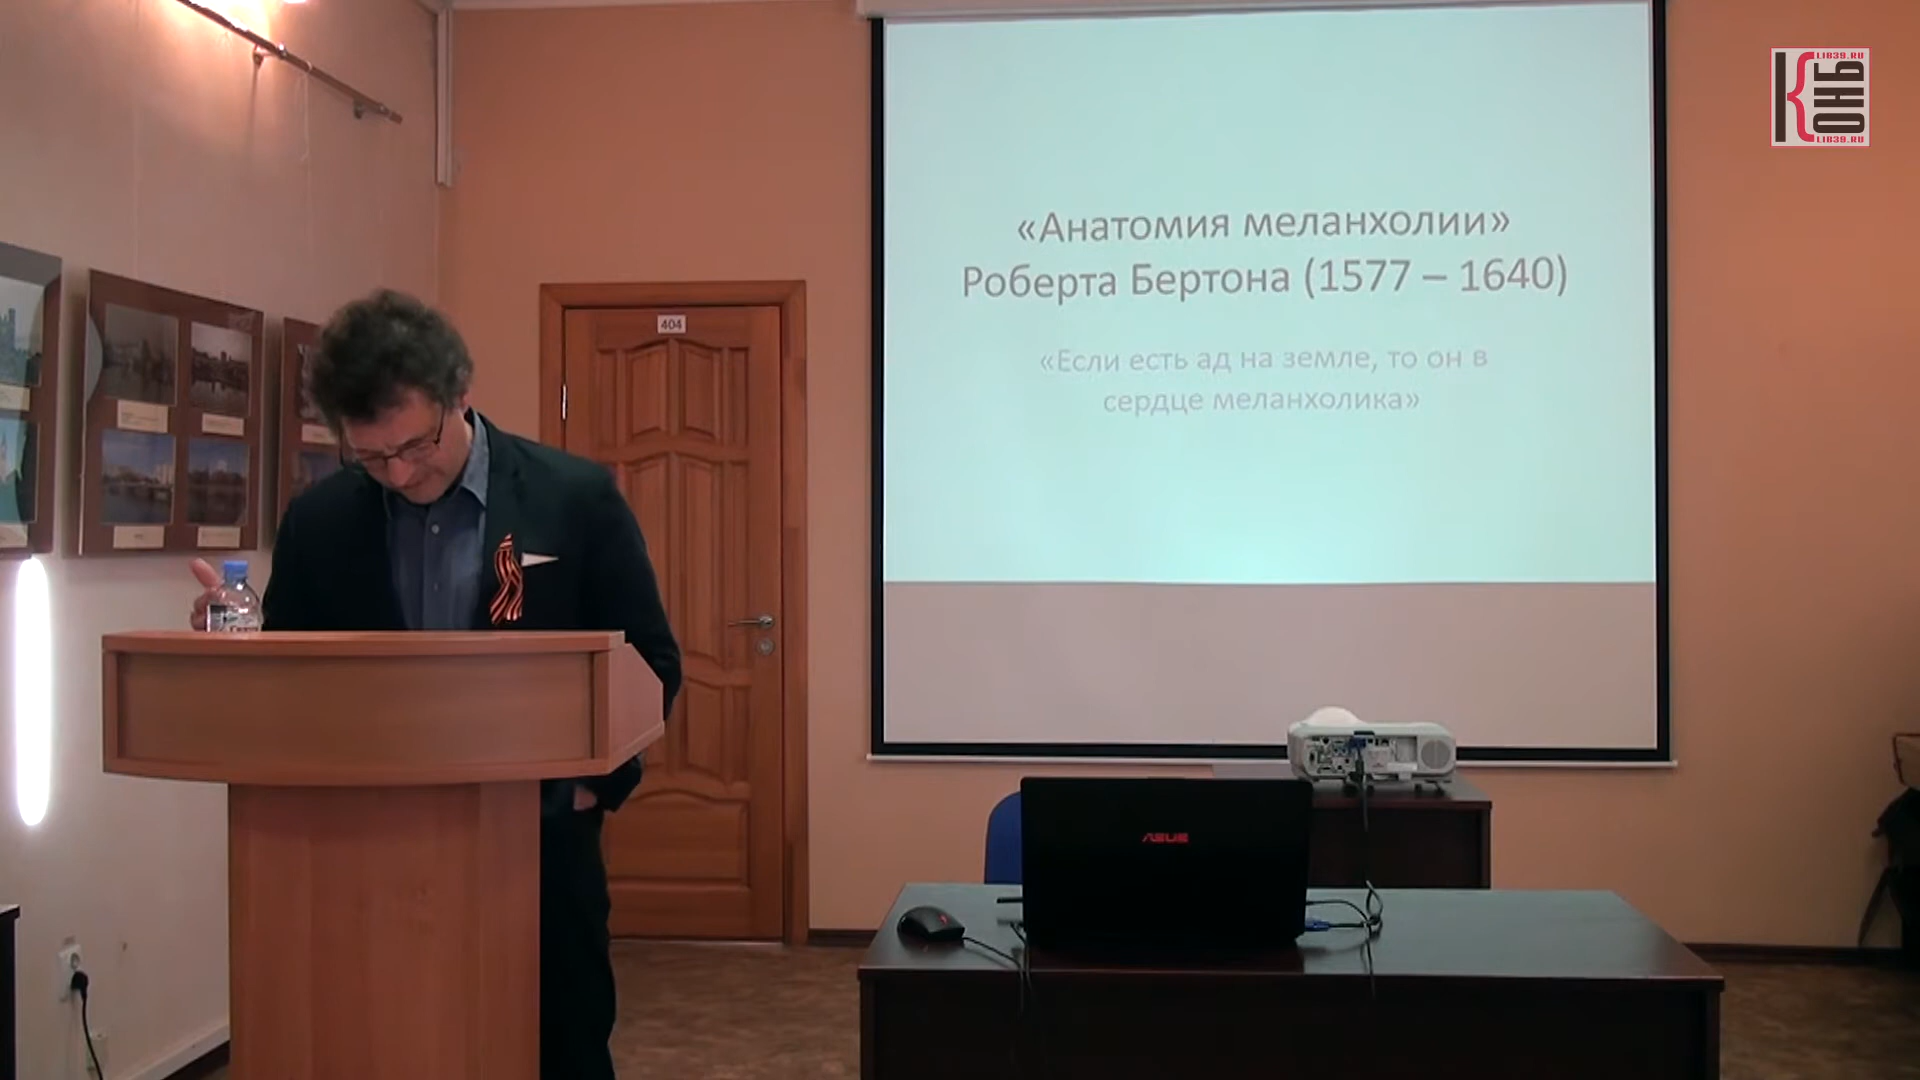 LIB39.RU
КОНБ
LIB39.RU
404
«Анатомия меланхолии»
Роберта Бертона (1577 – 1640)
«Если есть ад на земле, то он в
сердце меланхолика»
ASUS